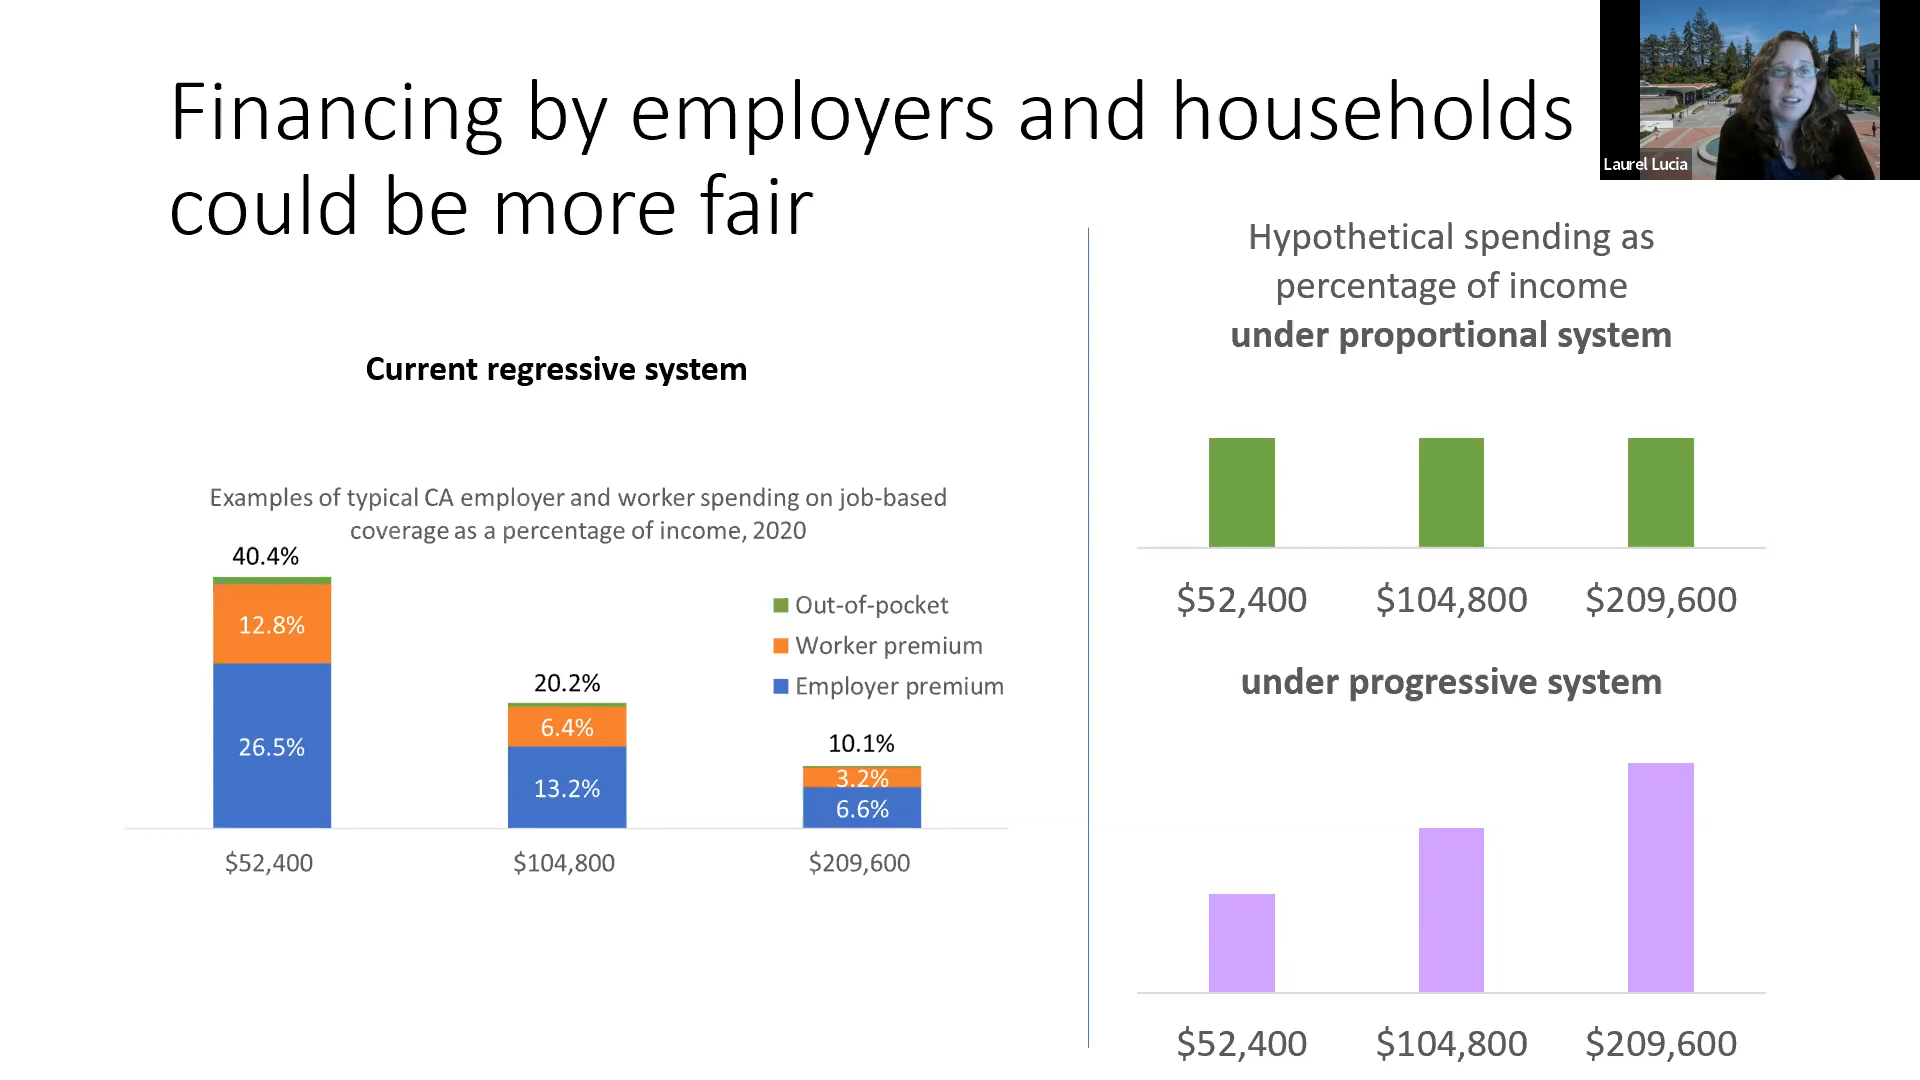 Financing by employers and households
could be more fair
Laurel Lucia
Current regressive system
Examples of typical CA employer and worker spending on job-based
coverage as a percentage of income, 2020
40.4%
12.8%
26.5%
20.2%
6.4%
13.2%
10.1%
3.2%
6.6%
Out-of-pocket
Worker premium
Employer premium
$52,400 $104,800 $209,600
Hypothetical spending as
percentage of income
under proportional system
$52,400 $104,800 $209,600
under progressive system
$52,400 $104,800 $209,600